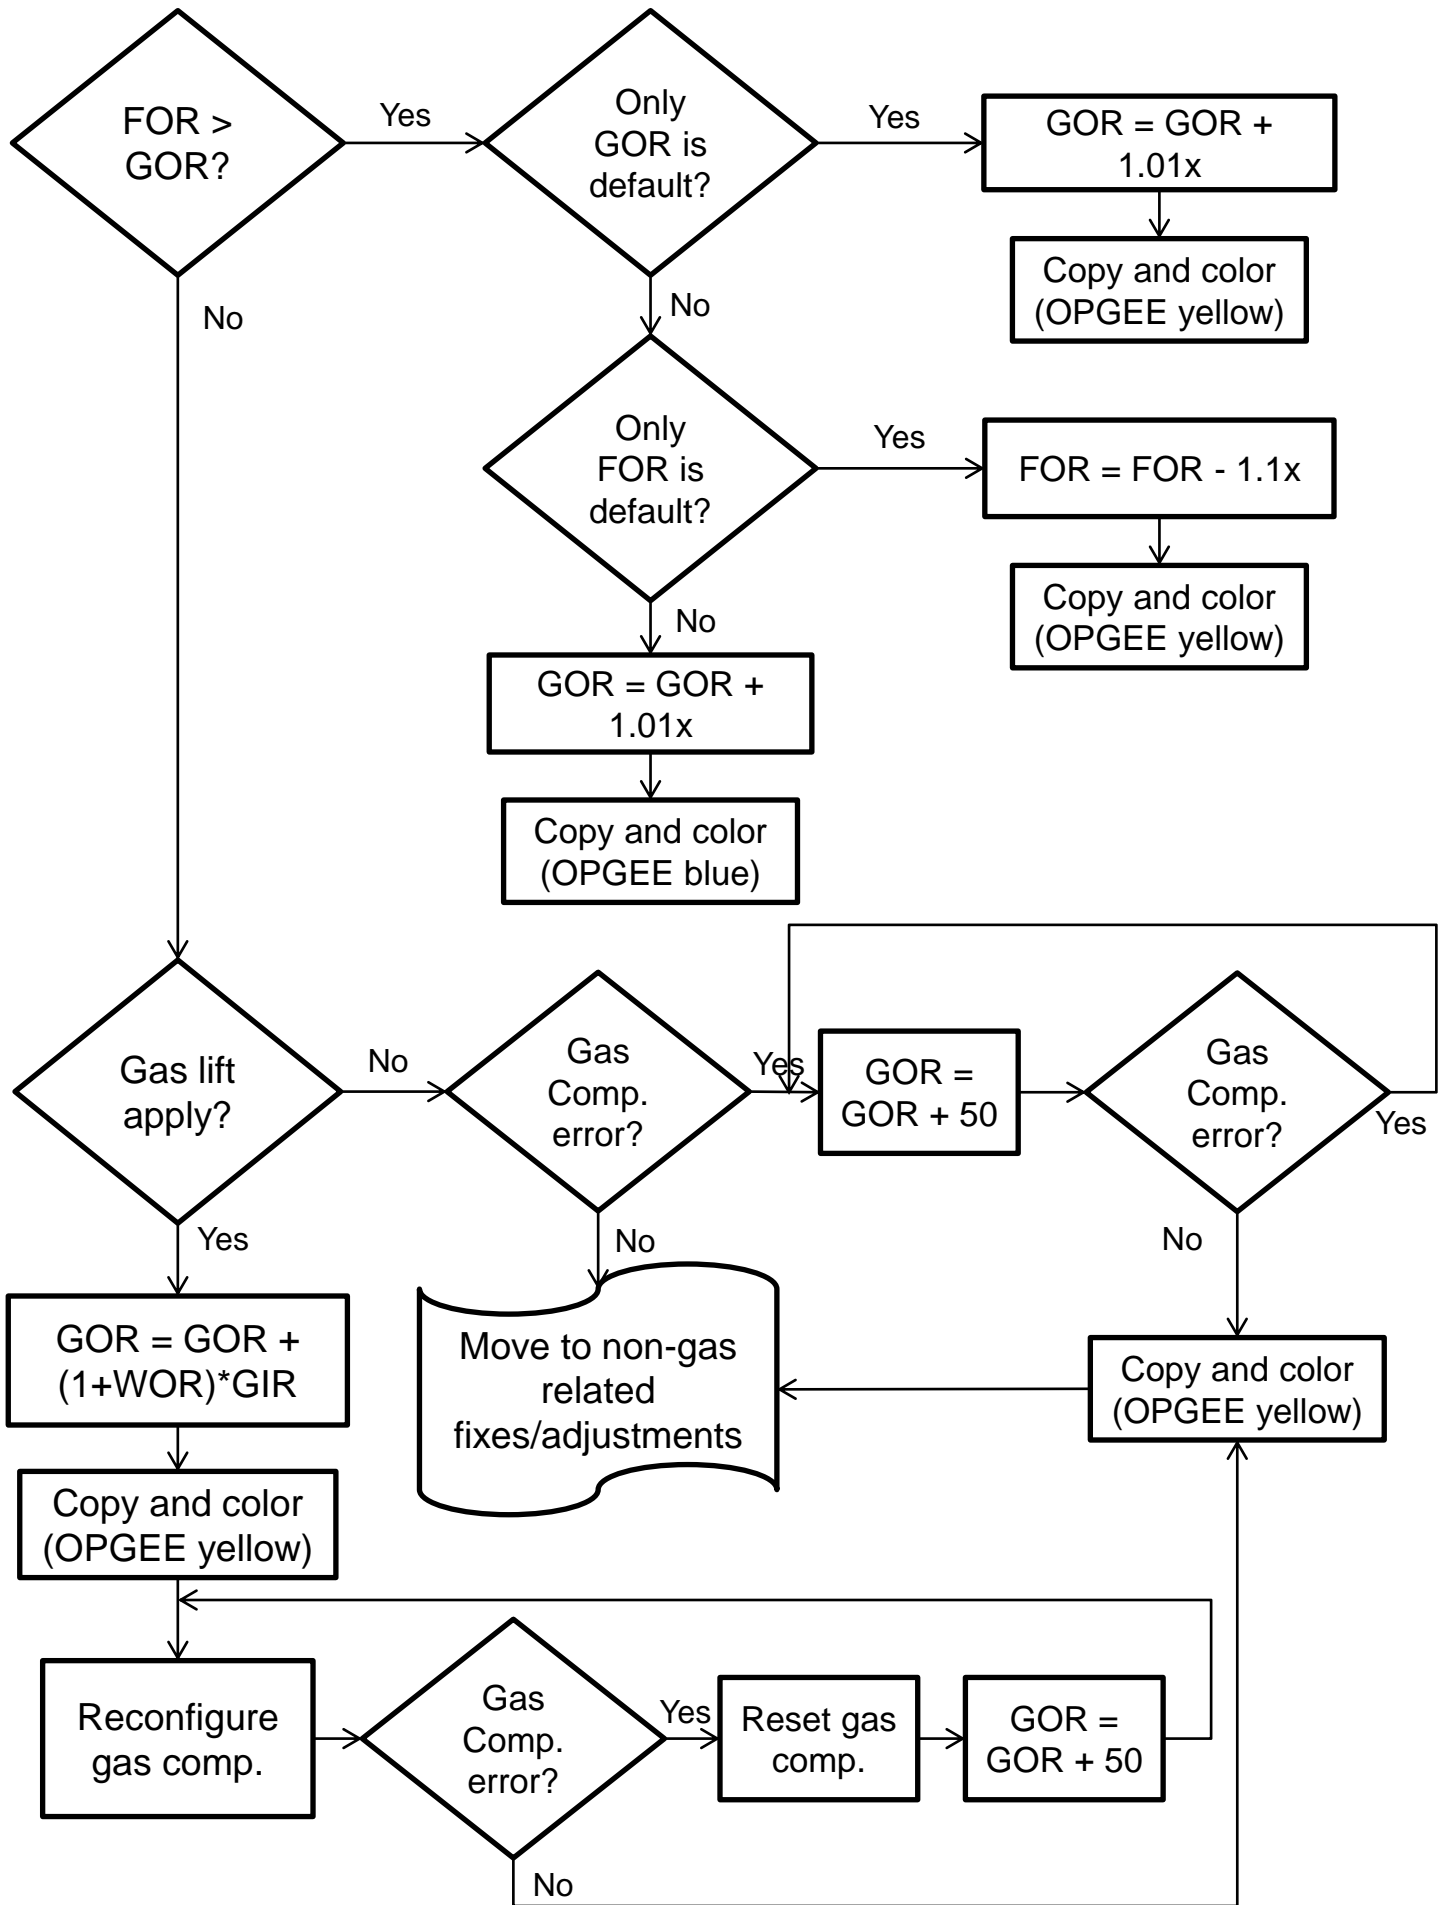 FOR >
GOR?
Yes
Only
GOR is
default?
Yes
GOR = GOR +
1.01x
Copy and color
(OPGEE yellow)
No
No
Only
FOR is
default?
Yes
FOR = FOR - 1.1x
Copy and color
(OPGEE yellow)
No
GOR = GOR +
1.01x
Copy and color
(OPGEE blue)
Gas lift
apply?
No
Gas
Comp.
error?
Yes
GOR =
GOR + 50
Gas
Comp.
error?
Yes
Yes
No
No
GOR = GOR +
(1+WOR)*GIR
Move to non-gas
related
fixes/adjustments
Copy and color
(OPGEE yellow)
Copy and color
(OPGEE yellow)
Reconfigure
gas comp.
Gas
Comp.
error?
Yes
Reset gas
comp.
GOR =
GOR + 50
No